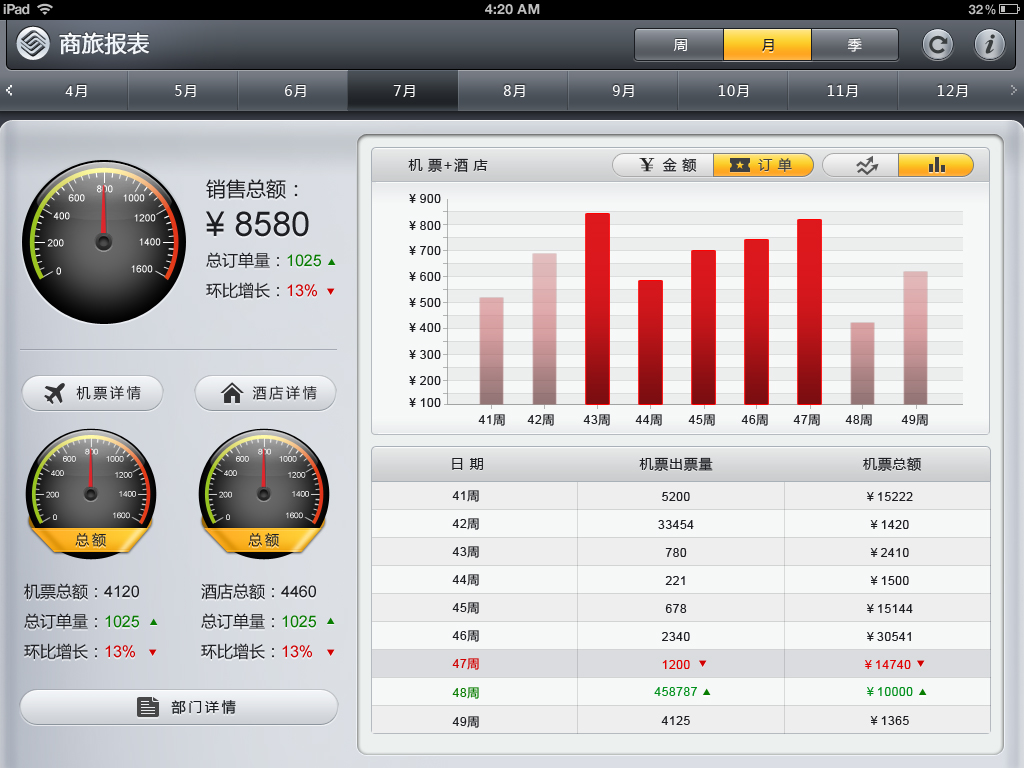 iPad 4:20 AM 32%
商旅报表 周 月 季
4月 5月 6月 7月 8月 9月 10月 11月 12月
0 200 400 600 800 1000 1200 1400 1600
销售总额：
¥ 8580
总订单量：1025 ▲
环比增长：13% ▼
机票详情 酒店详情
0 200 400 600 800 1000 1200 1400 1600
总额
0 200 400 600 800 1000 1200 1400 1600
总额
机票总额：4120 酒店总额：4460
总订单量：1025 ▲ 总订单量：1025 ▲
环比增长：13% ▼ 环比增长：13% ▼
部门详情
机票+酒店 ¥ 金额 订单
¥ 900
¥ 800
¥ 700
¥ 600
¥ 500
¥ 400
¥ 300
¥ 200
¥ 100
41周 42周 43周 44周 45周 46周 47周 48周 49周
日期 机票出票量 机票总额
41周 5200 ¥ 15222
42周 33454 ¥ 1420
43周 780 ¥ 2410
44周 221 ¥ 1500
45周 678 ¥ 15144
46周 2340 ¥ 30541
47周 1200 ▼ ¥ 14740 ▼
48周 458787 ▲ ¥ 10000 ▲
49周 4125 ¥ 1365